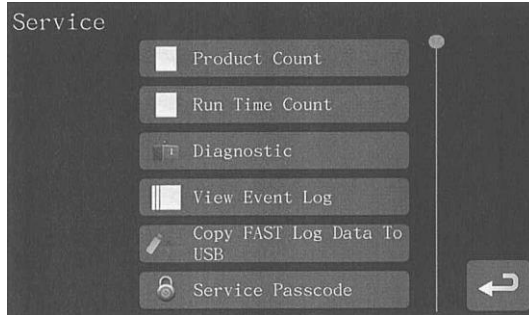 Service
Product Count
Run Time Count
Diagnostic
View Event Log
Copy FAST Log Data To
USB
Service Passcode